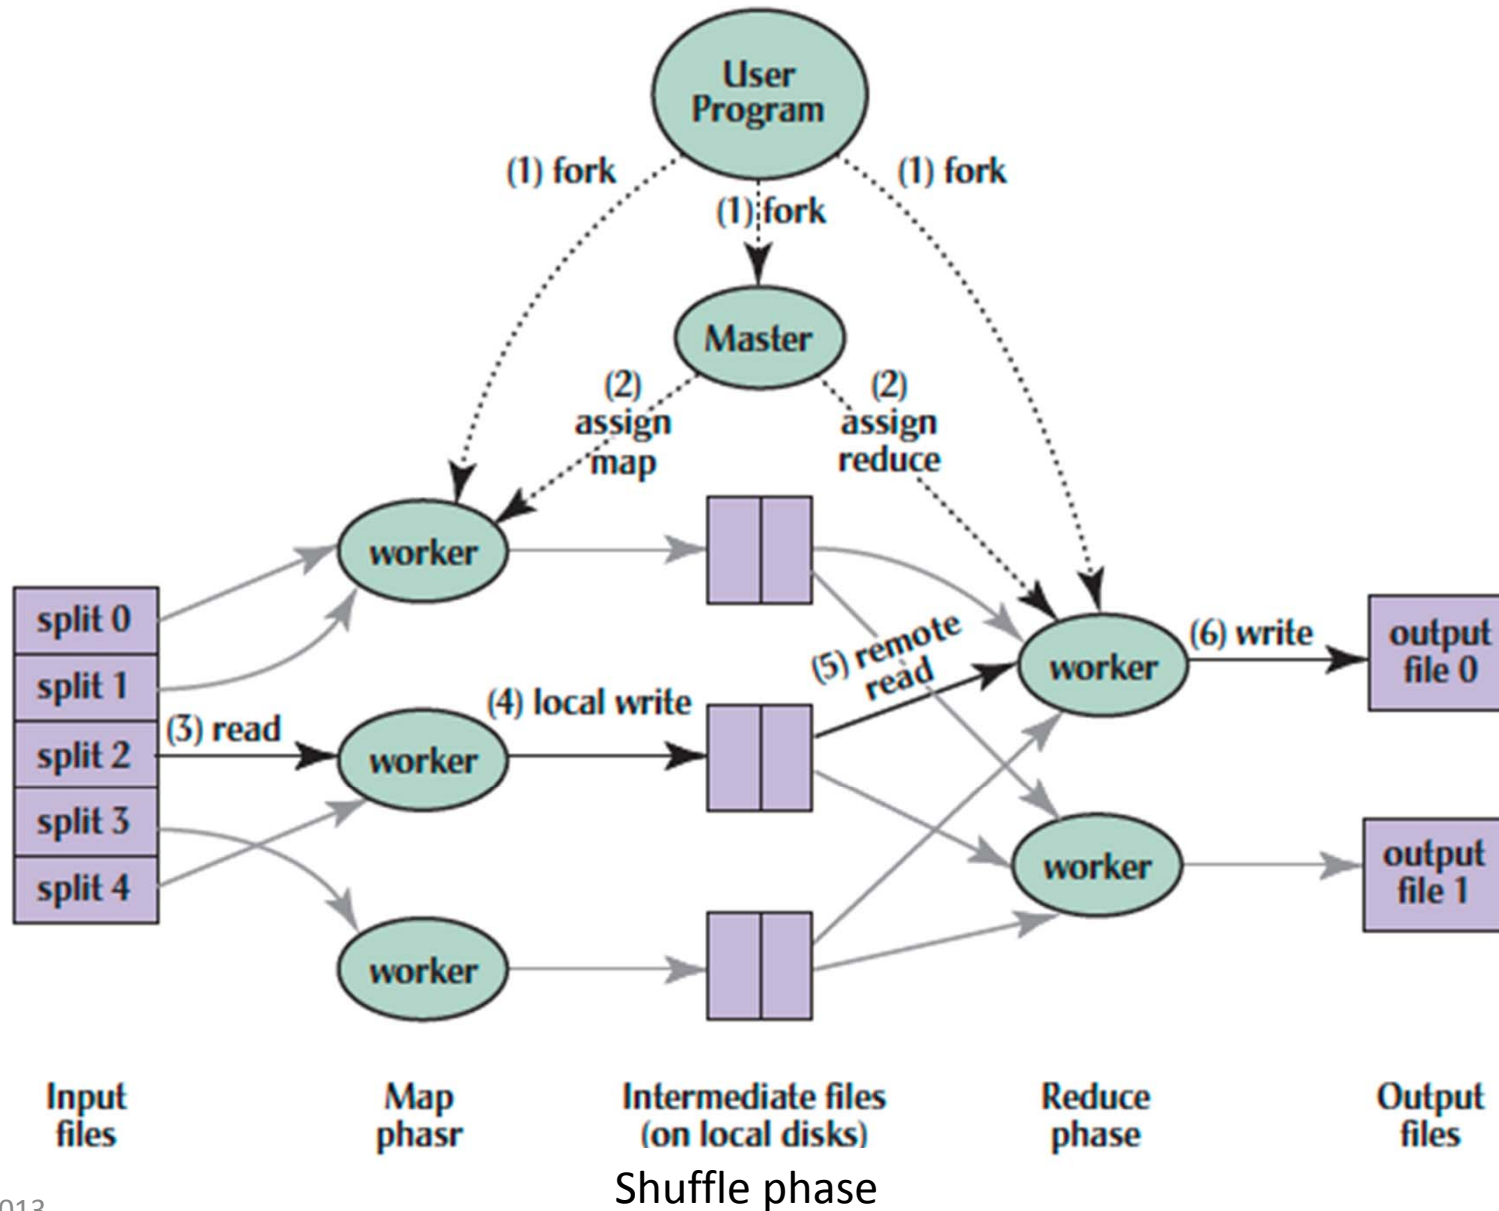 User
Program
(1) fork
(1) fork
(1) fork
Master
(2)
assign
map
(2)
assign
reduce
worker
split 0
split 1
split 2
split 3
split 4
(3) read
worker
(4) local write
worker
(5) remote
read
worker
(6) write
output
file 0
worker
output
file 1
Input
files
Map
phasr
Intermediate files
(on local disks)
Reduce
phase
Output
files
Shuffle phase